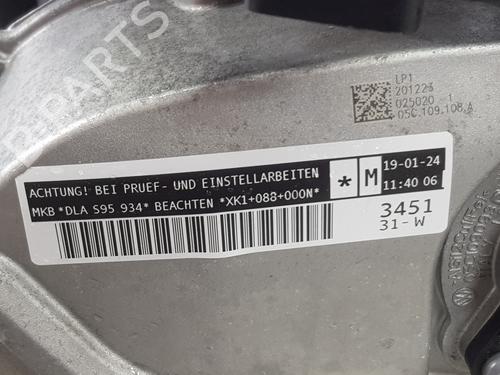 LP1
201223
025020 1
05C.109.108.A
ACHTUNG! BEI PRUEF- UND EINSTELLARBEITEN
MKB *DLA S95 934* BEACHTEN *XK1+088+000N*
* M
19-01-24
11:40 06
3451
31-W